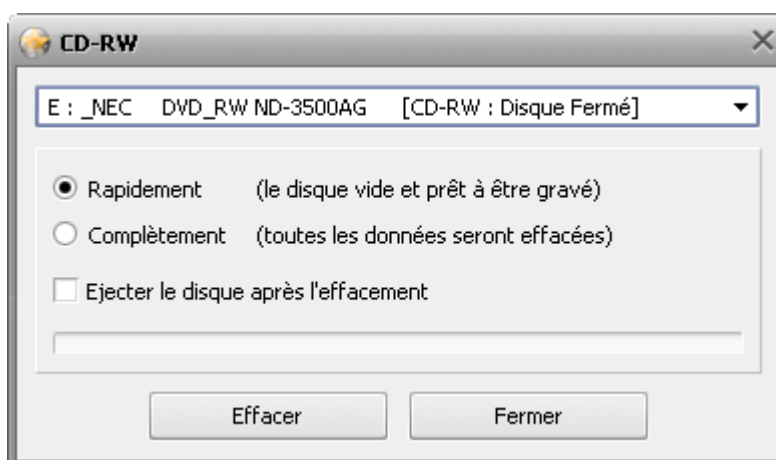 CD-RW
E : _NEC DVD_RW ND-3500AG [CD-RW : Disque Fermé]
Rapidement (le disque vide et prêt à être gravé)
Complètement (toutes les données seront effacées)
Ejecter le disque après l'effacement
Effacer Fermer